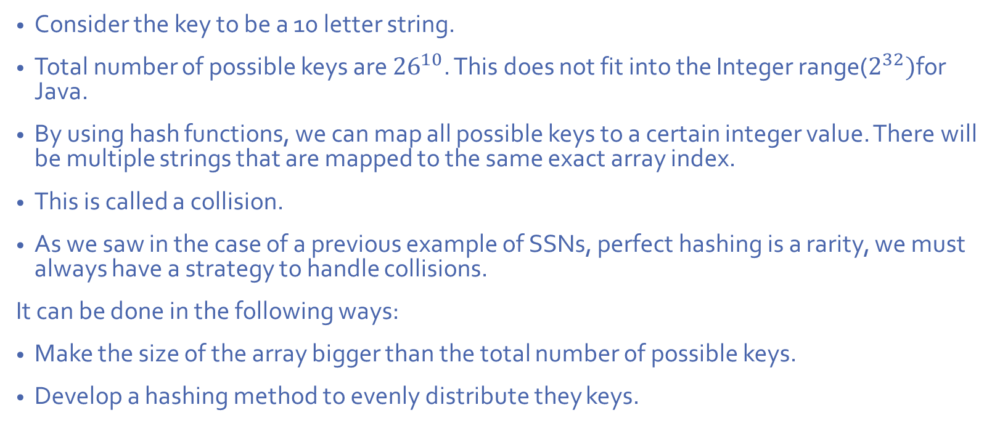 • Consider the key to be a 10 letter string.
• Total number of possible keys are 26¹⁰. This does not fit into the Integer range(2³²)for
Java.
• By using hash functions, we can map all possible keys to a certain integer value. There will
be multiple strings that are mapped to the same exact array index.
• This is called a collision.
• As we saw in the case of a previous example of SSNs, perfect hashing is a rarity, we must
always have a strategy to handle collisions.
It can be done in the following ways:
• Make the size of the array bigger than the total number of possible keys.
• Develop a hashing method to evenly distribute they keys.